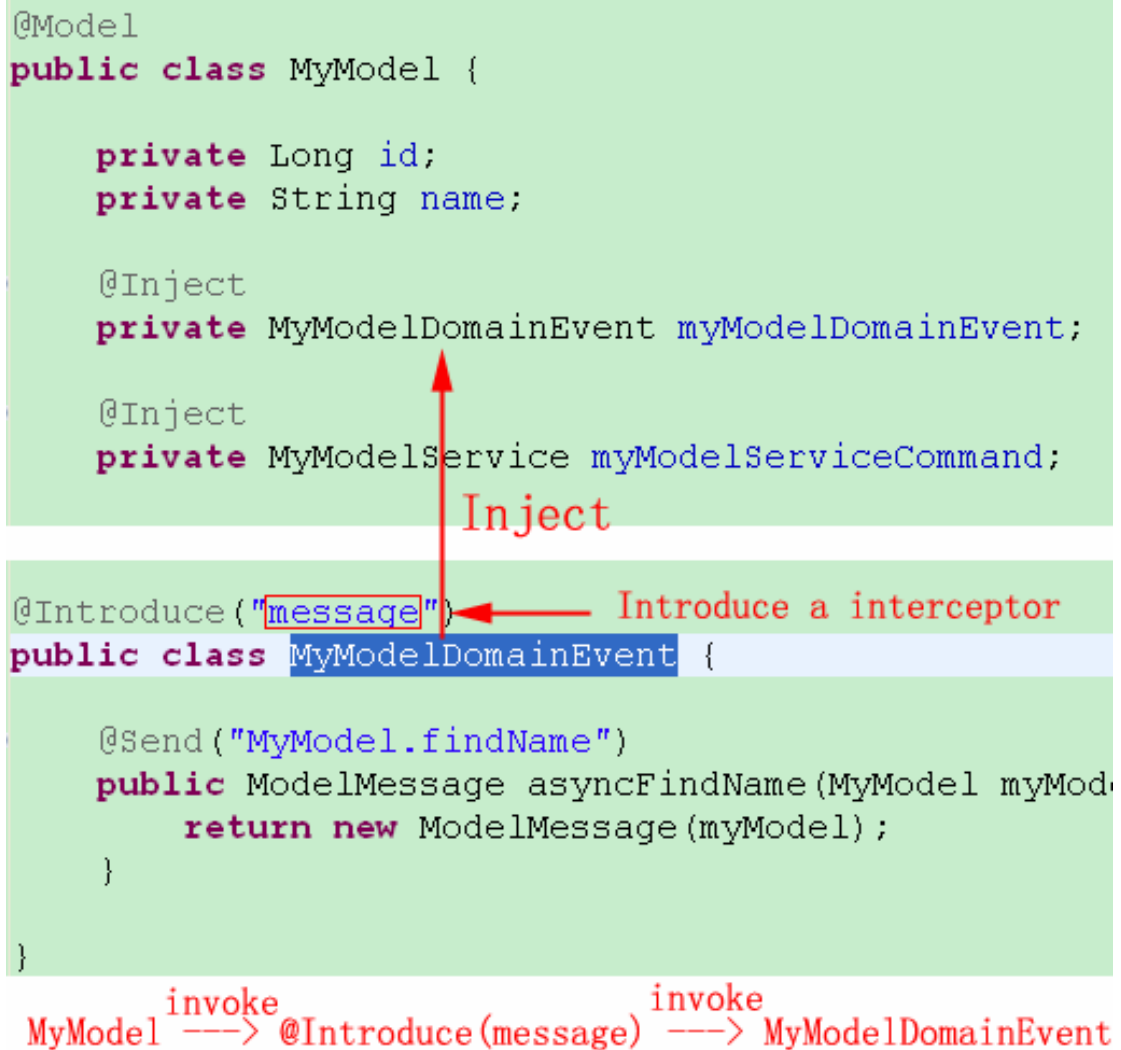 @Model
public class MyModel {
private Long id;
private String name;
@Inject
private MyModelDomainEvent myModelDomainEvent;
@Inject
private MyModelService myModelServiceCommand;
Inject
@Introduce("message") Introduce a interceptor
public class MyModelDomainEvent {
@Send("MyModel.findName")
public ModelMessage asyncFindName(MyModel
return new ModelMessage(myModel);
}
}
invoke invoke
MyModel ---> @Introduce(message) ---> MyModelDomainEvent